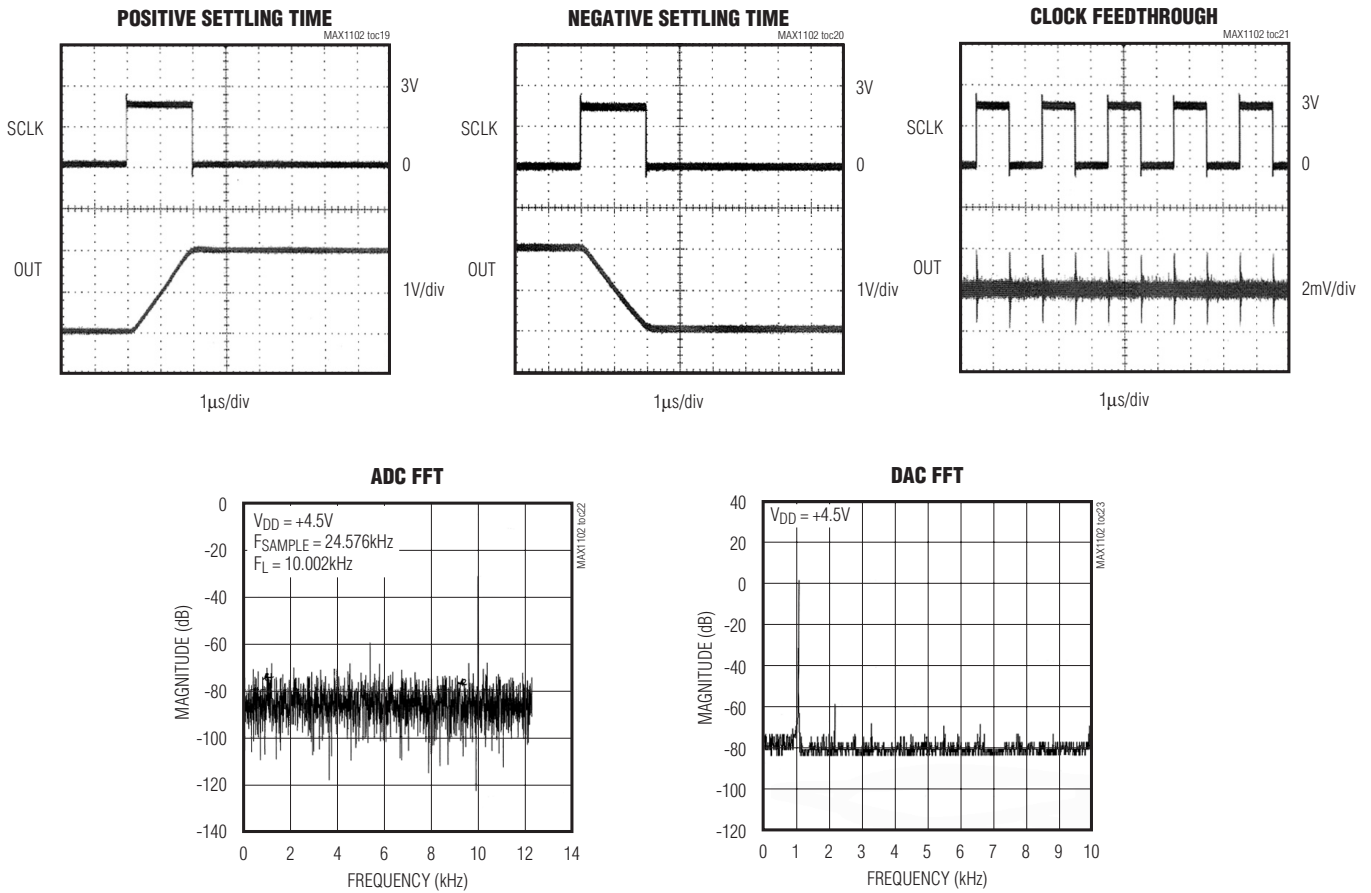 POSITIVE SETTLING TIME
MAX1102 toc19
SCLK
3V
0
OUT
1V/div
1µs/div
NEGATIVE SETTLING TIME
MAX1102 toc20
SCLK
3V
0
OUT
1V/div
1µs/div
CLOCK FEEDTHROUGH
MAX1102 toc21
SCLK
3V
0
OUT
2mV/div
1µs/div
ADC FFT
MAX1102 toc22
VDD = +4.5V
FSAMPLE = 24.576kHz
FL = 10.002kHz
MAGNITUDE (dB)
0
-20
-40
-60
-80
-100
-120
-140
0 2 4 6 8 10 12 14
FREQUENCY (kHz)
DAC FFT
MAX1102 toc23
VDD = +4.5V
MAGNITUDE (dB)
40
20
0
-20
-40
-60
-80
-100
-120
0 1 2 3 4 5 6 7 8 9 10
FREQUENCY (kHz)